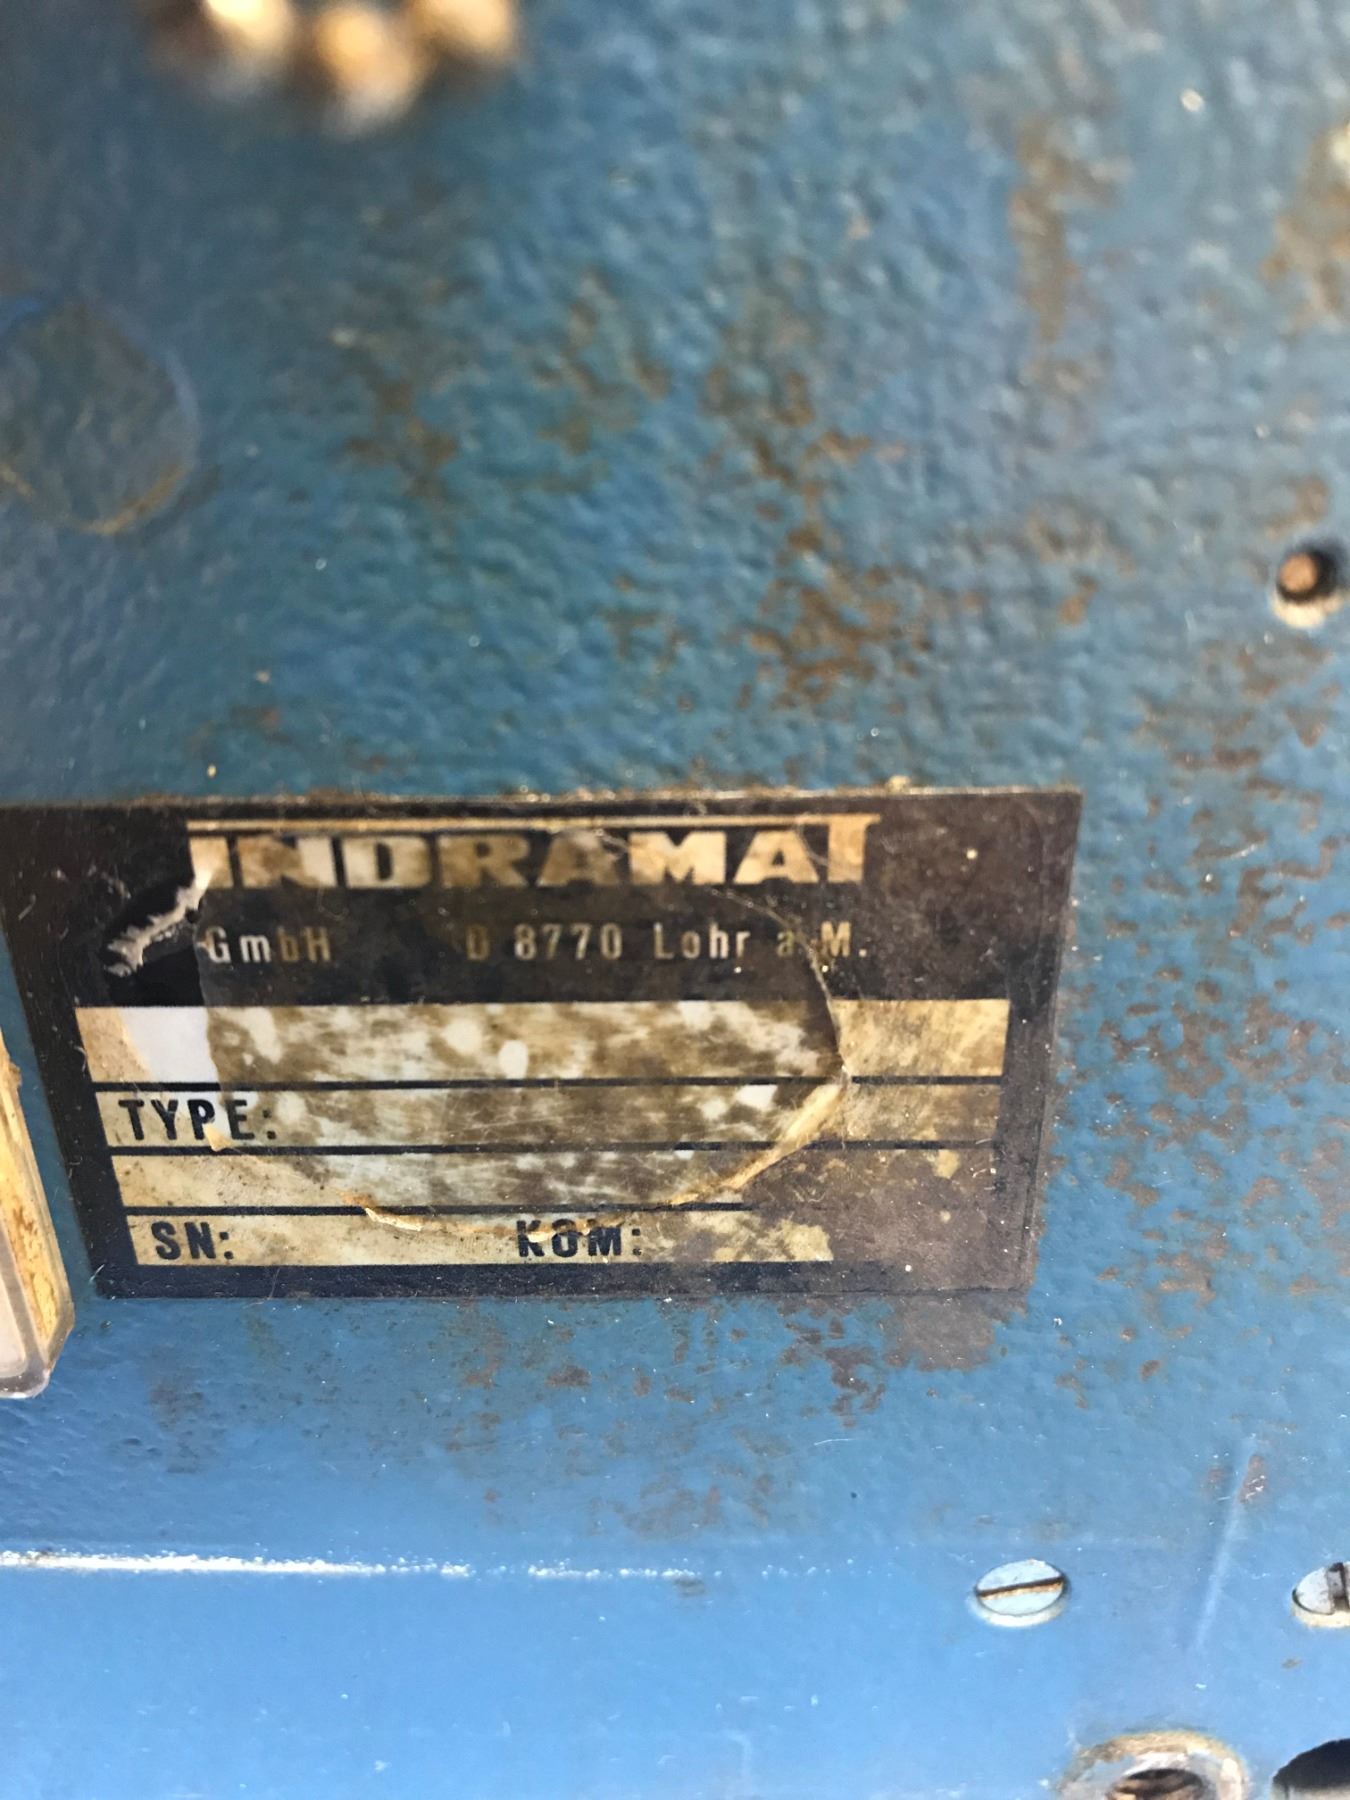 INDRAMAT
GmbH D 8770 Lohr a.M.
TYPE:
SN: KOM: